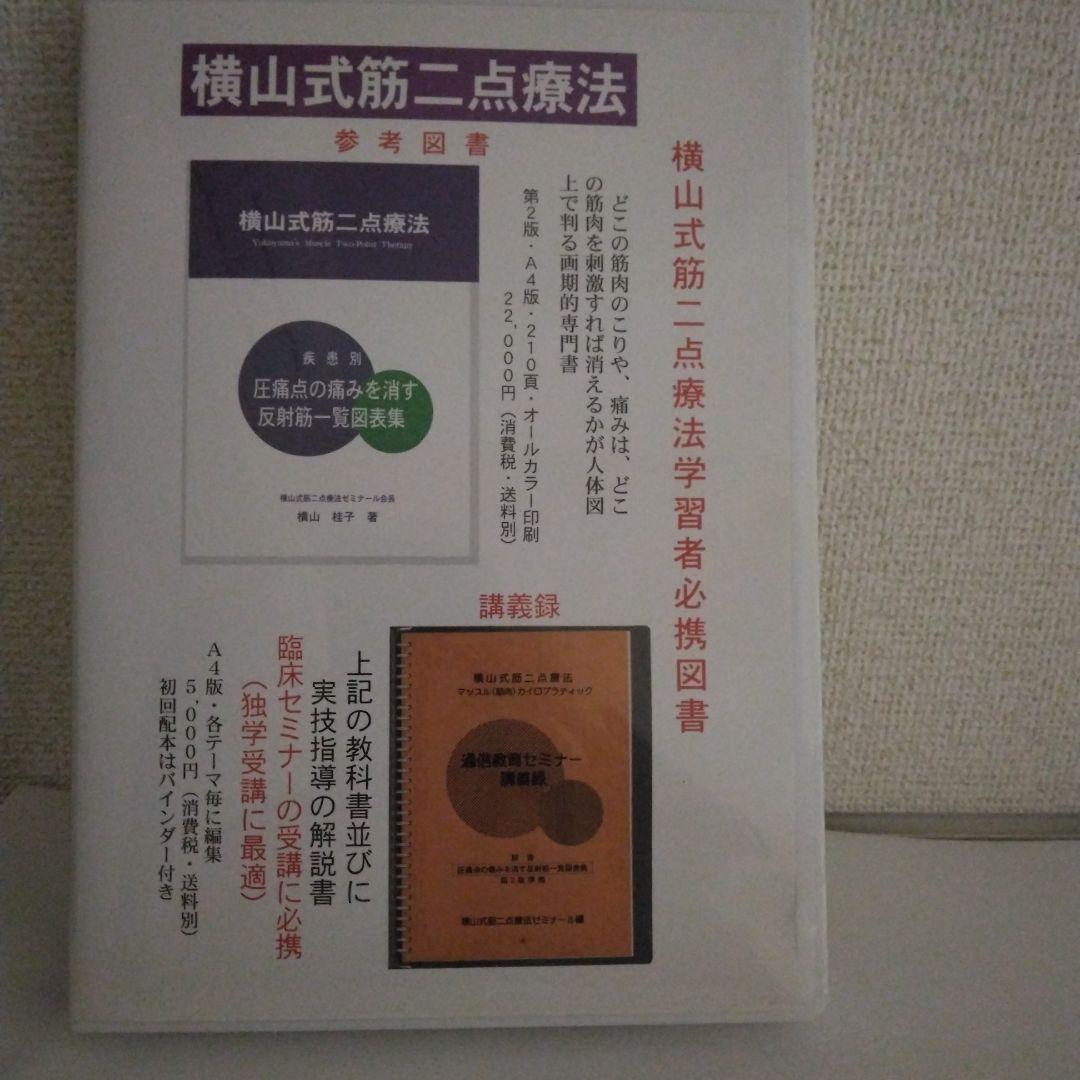 横山式筋二点療法
参考図書
横山式筋二点療法学習者必携図書
どこの筋肉のこりや、痛みは、どこ
の筋肉を刺激すれば消えるかが人体図
上で判る画期的専門書
第2版・A4版・210頁・オールカラー印刷
22,000円(消費税・送料別)
横山式筋二点療法
Yokoyama's Muscle Two-Point Therapy
疾患別
圧痛点の痛みを消す
反射筋一覧図表集
横山式筋二点療法ゼミナール会長
横山 桂子 著
講義録
上記の教科書並びに
実技指導の解説書
臨床セミナーの受講に必携
(独学受講に最適)
A4版・各テーマ毎に編集
5,000円(消費税・送料別)
初回配本はバインダー付き
横山式筋二点療法
マッスル(筋肉)カイロプラティック
通信教育セミナー
講義録
解説
圧痛点の痛みを消す反射筋一覧図表集
第2版準拠
横山式筋二点療法ゼミナール編